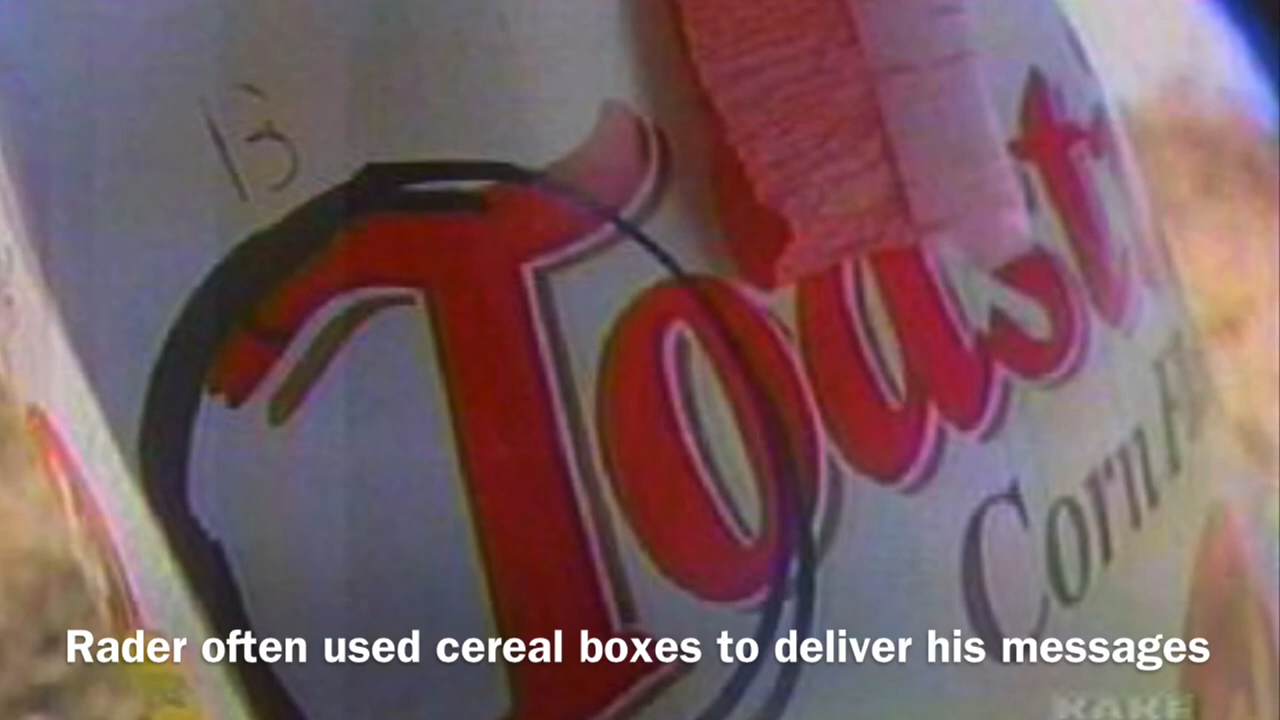 13
Toast
Corn
Rader often used cereal boxes to deliver his messages
KAKE